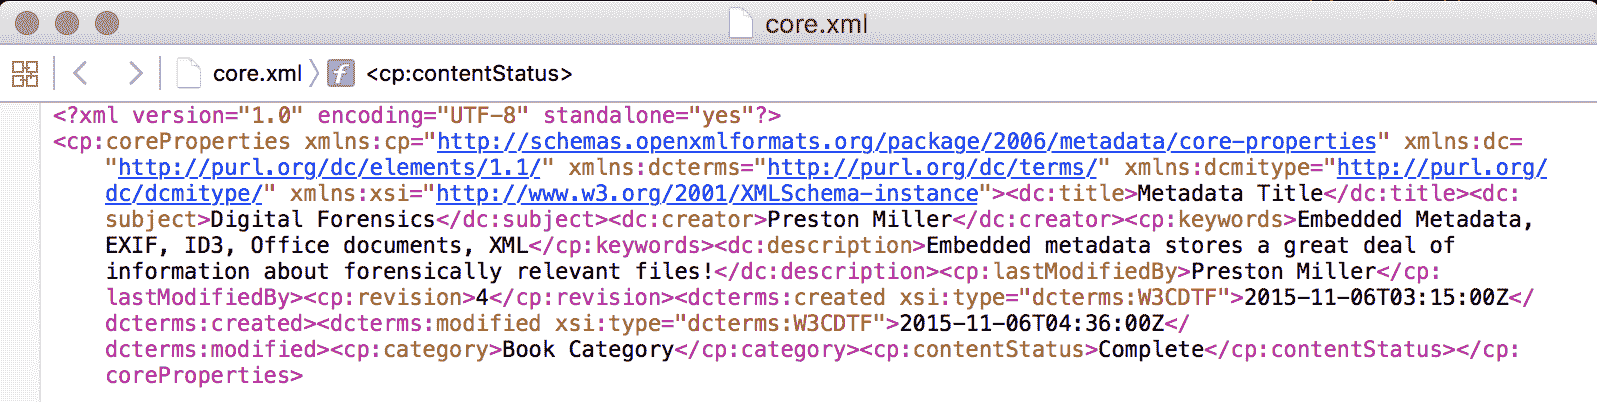 core.xml
core.xml f <cp:contentStatus>
<?xml version="1.0" encoding="UTF-8" standalone="yes"?>
<cp:coreProperties xmlns:cp="http://schemas.openxmlformats.org/package/2006/metadata/core-properties" xmlns:dc=
"http://purl.org/dc/elements/1.1/" xmlns:dcterms="http://purl.org/dc/terms/" xmlns:dcmitype="http://purl.org/
dc/dcmitype/" xmlns:xsi="http://www.w3.org/2001/XMLSchema-instance"><dc:title>Metadata Title</dc:title><dc:
subject>Digital Forensics</dc:subject><dc:creator>Preston Miller</dc:creator><cp:keywords>Embedded Metadata,
EXIF, ID3, Office documents, XML</cp:keywords><dc:description>Embedded metadata stores a great deal of
information about forensically relevant files!</dc:description><cp:lastModifiedBy>Preston Miller</cp:
lastModifiedBy><cp:revision>4</cp:revision><dcterms:created xsi:type="dcterms:W3CDTF">2015-11-06T03:15:00Z</
dcterms:created><dcterms:modified xsi:type="dcterms:W3CDTF">2015-11-06T04:36:00Z</
dcterms:modified><cp:category>Book Category</cp:category><cp:contentStatus>Complete</cp:contentStatus></cp:
coreProperties>